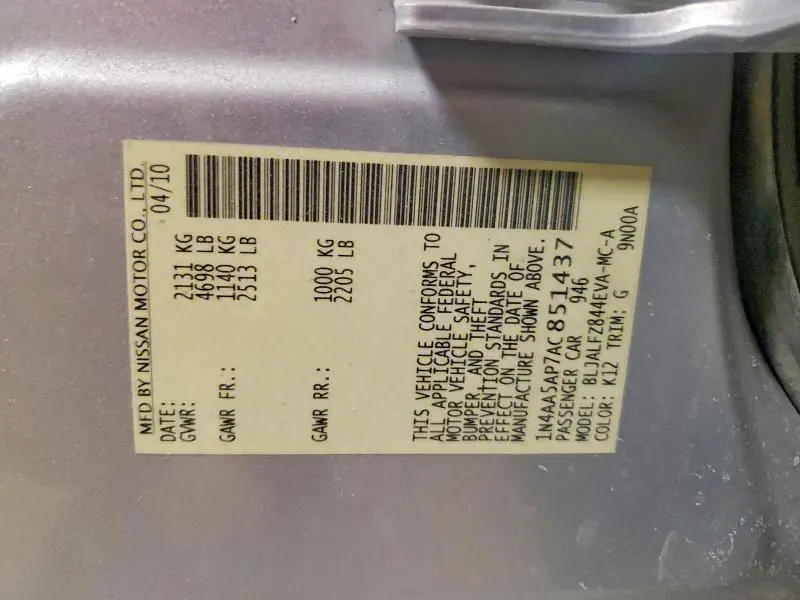 MFD BY NISSAN MOTOR CO., LTD.
DATE: 04/10
GVWR: 2131 KG
4698 LB
GAWR FR.: 1140 KG
2513 LB
GAWR RR.: 1000 KG
2205 LB
THIS VEHICLE CONFORMS TO
ALL APPLICABLE FEDERAL
MOTOR VEHICLE SAFETY,
BUMPER, AND THEFT
PREVENTION STANDARDS IN
EFFECT ON THE DATE OF
MANUFACTURE SHOWN ABOVE.
1N4AA5AP7AC851437
PASSENGER CAR 946
MODEL: BLJALFZ844EVA-MC-A
COLOR: K12 TRIM: G 9N00A